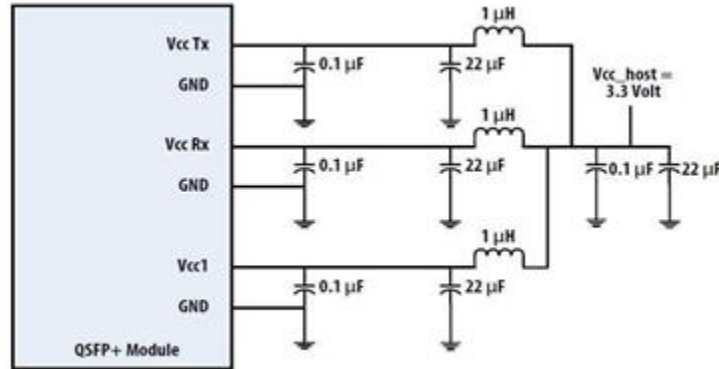 1 μH
Vcc Tx
0.1 μF
22 μF
GND
Vcc_host =
3.3 Volt
1 μH
Vcc Rx
0.1 μF
22 μF
0.1 μF
22 μF
GND
1 μH
Vcc1
0.1 μF
22 μF
GND
QSFP+ Module